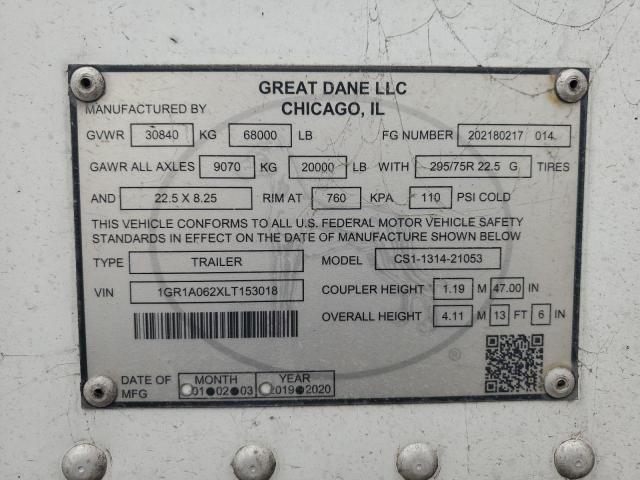 GREAT DANE LLC
MANUFACTURED BY CHICAGO, IL
GVWR 30840 KG 68000 LB FG NUMBER 202180217 014
GAWR ALL AXLES 9070 KG 20000 LB WITH 295/75R 22.5 G TIRES
AND 22.5 X 8.25 RIM AT 760 KPA 110 PSI COLD
THIS VEHICLE CONFORMS TO ALL U.S. FEDERAL MOTOR VEHICLE SAFETY
STANDARDS IN EFFECT ON THE DATE OF MANUFACTURE SHOWN BELOW
TYPE TRAILER MODEL CS1-1314-21053
VIN 1GR1A062XLT153018 COUPLER HEIGHT 1.19 M 47.00 IN
OVERALL HEIGHT 4.11 M 13 FT 6 IN
®
DATE OF MFG MONTH 01 02 03 YEAR 2019 2020